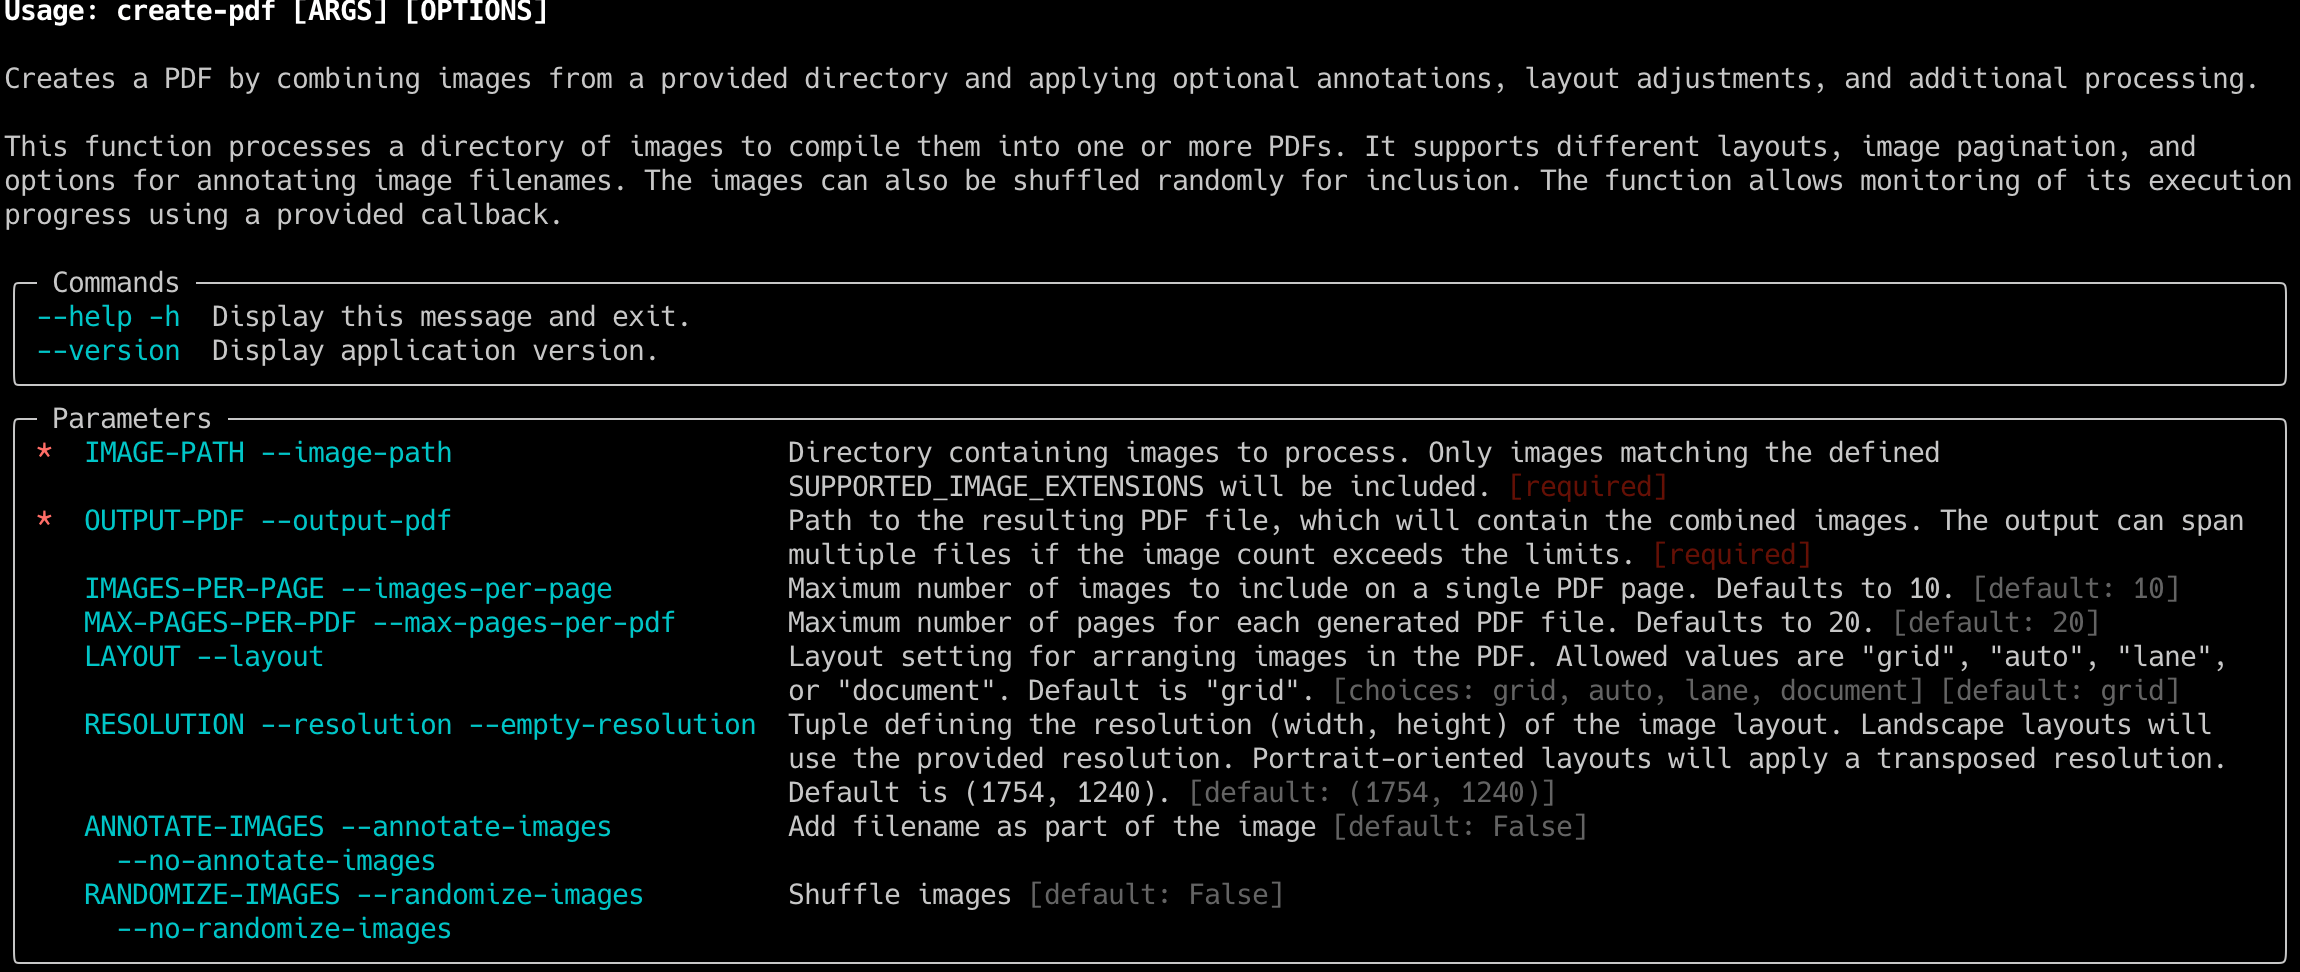 Usage: create-pdf [ARGS] [OPTIONS]
Creates a PDF by combining images from a provided directory and applying optional annotations, layout adjustments, and additional processing.
This function processes a directory of images to compile them into one or more PDFs. It supports different layouts, image pagination, and
options for annotating image filenames. The images can also be shuffled randomly for inclusion. The function allows monitoring of its execution
progress using a provided callback.
Commands
--help -h  Display this message and exit.
--version  Display application version.
Parameters
*  IMAGE-PATH --image-path  Directory containing images to process. Only images matching the defined
SUPPORTED_IMAGE_EXTENSIONS will be included. [required]
*  OUTPUT-PDF --output-pdf  Path to the resulting PDF file, which will contain the combined images. The output can span
multiple files if the image count exceeds the limits. [required]
IMAGES-PER-PAGE --images-per-page  Maximum number of images to include on a single PDF page. Defaults to 10. [default: 10]
MAX-PAGES-PER-PDF --max-pages-per-pdf  Maximum number of pages for each generated PDF file. Defaults to 20. [default: 20]
LAYOUT --layout  Layout setting for arranging images in the PDF. Allowed values are "grid", "auto", "lane",
or "document". Default is "grid". [choices: grid, auto, lane, document] [default: grid]
RESOLUTION --resolution --empty-resolution  Tuple defining the resolution (width, height) of the image layout. Landscape layouts will
use the provided resolution. Portrait-oriented layouts will apply a transposed resolution.
Default is (1754, 1240). [default: (1754, 1240)]
ANNOTATE-IMAGES --annotate-images  Add filename as part of the image [default: False]
--no-annotate-images
RANDOMIZE-IMAGES --randomize-images  Shuffle images [default: False]
--no-randomize-images